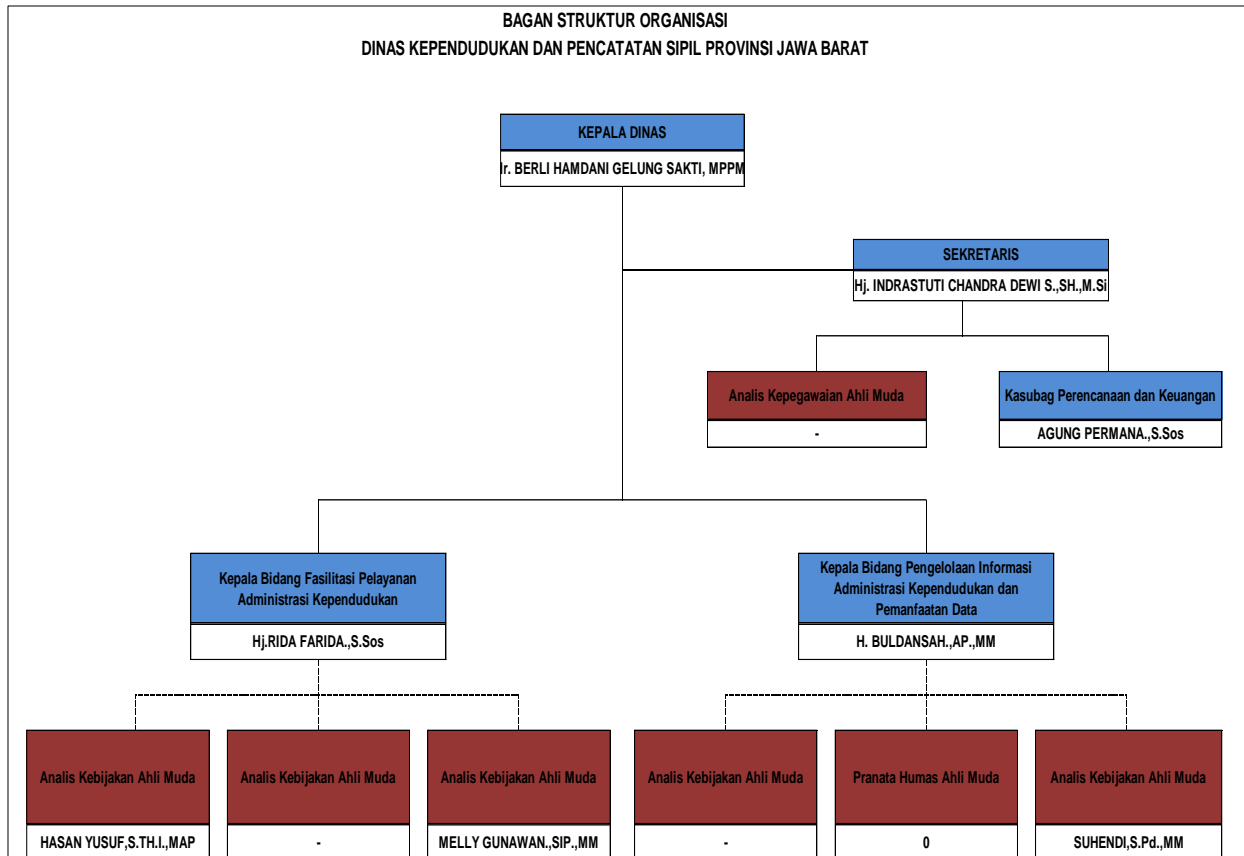 BAGAN STRUKTUR ORGANISASI
DINAS KEPENDUDUKAN DAN PENCATATAN SIPIL PROVINSI JAWA BARAT
KEPALA DINAS
Ir. BERLI HAMDANI GELUNG SAKTI, MPPM
SEKRETARIS
Hj. INDRASTUTI CHANDRA DEWI S.,SH.,M.Si
Analis Kepegawaian Ahli Muda
-
Kasubag Perencanaan dan Keuangan
AGUNG PERMANA.,S.Sos
Kepala Bidang Fasilitasi Pelayanan
Administrasi Kependudukan
Hj.RIDA FARIDA.,S.Sos
Kepala Bidang Pengelolaan Informasi
Administrasi Kependudukan dan
Pemanfaatan Data
H. BULDANSAH.,AP.,MM
Analis Kebijakan Ahli Muda
HASAN YUSUF,S.TH.I.,MAP
Analis Kebijakan Ahli Muda
-
Analis Kebijakan Ahli Muda
MELLY GUNAWAN.,SIP.,MM
Analis Kebijakan Ahli Muda
-
Pranata Humas Ahli Muda
0
Analis Kebijakan Ahli Muda
SUHENDI,S.Pd.,MM